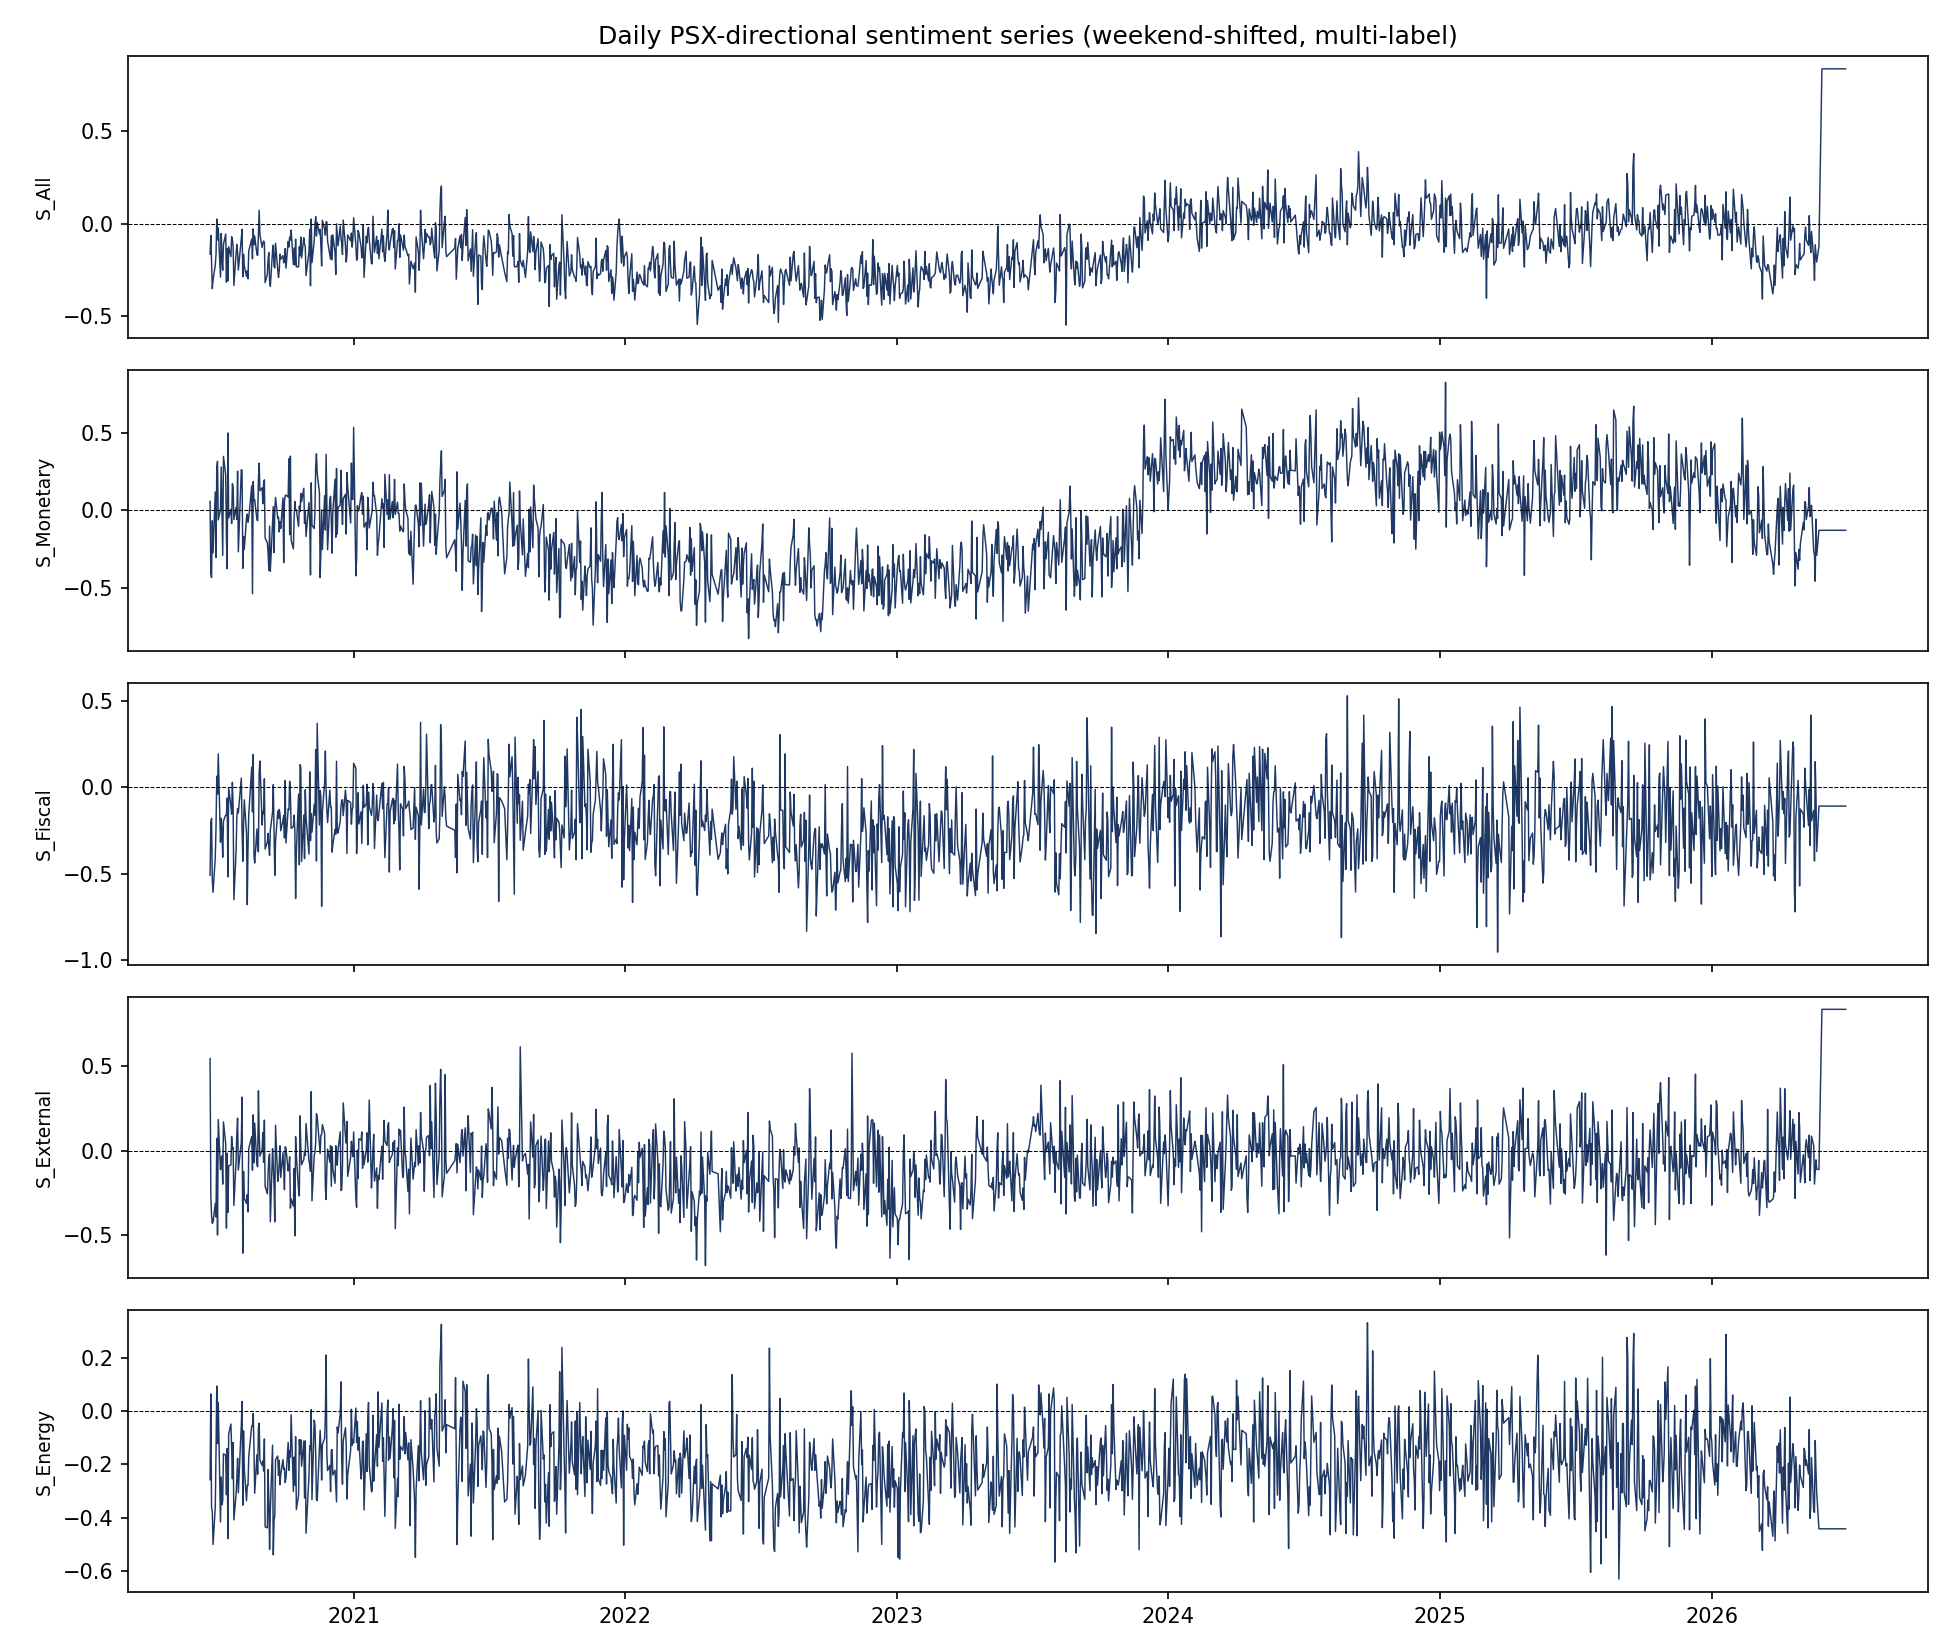 Daily PSX-directional sentiment series (weekend-shifted, multi-label)
S_All
0.5
0.0
−0.5
S_Monetary
0.5
0.0
−0.5
S_Fiscal
0.5
0.0
−0.5
−1.0
S_External
0.5
0.0
−0.5
S_Energy
0.2
0.0
−0.2
−0.4
−0.6
2021 2022 2023 2024 2025 2026